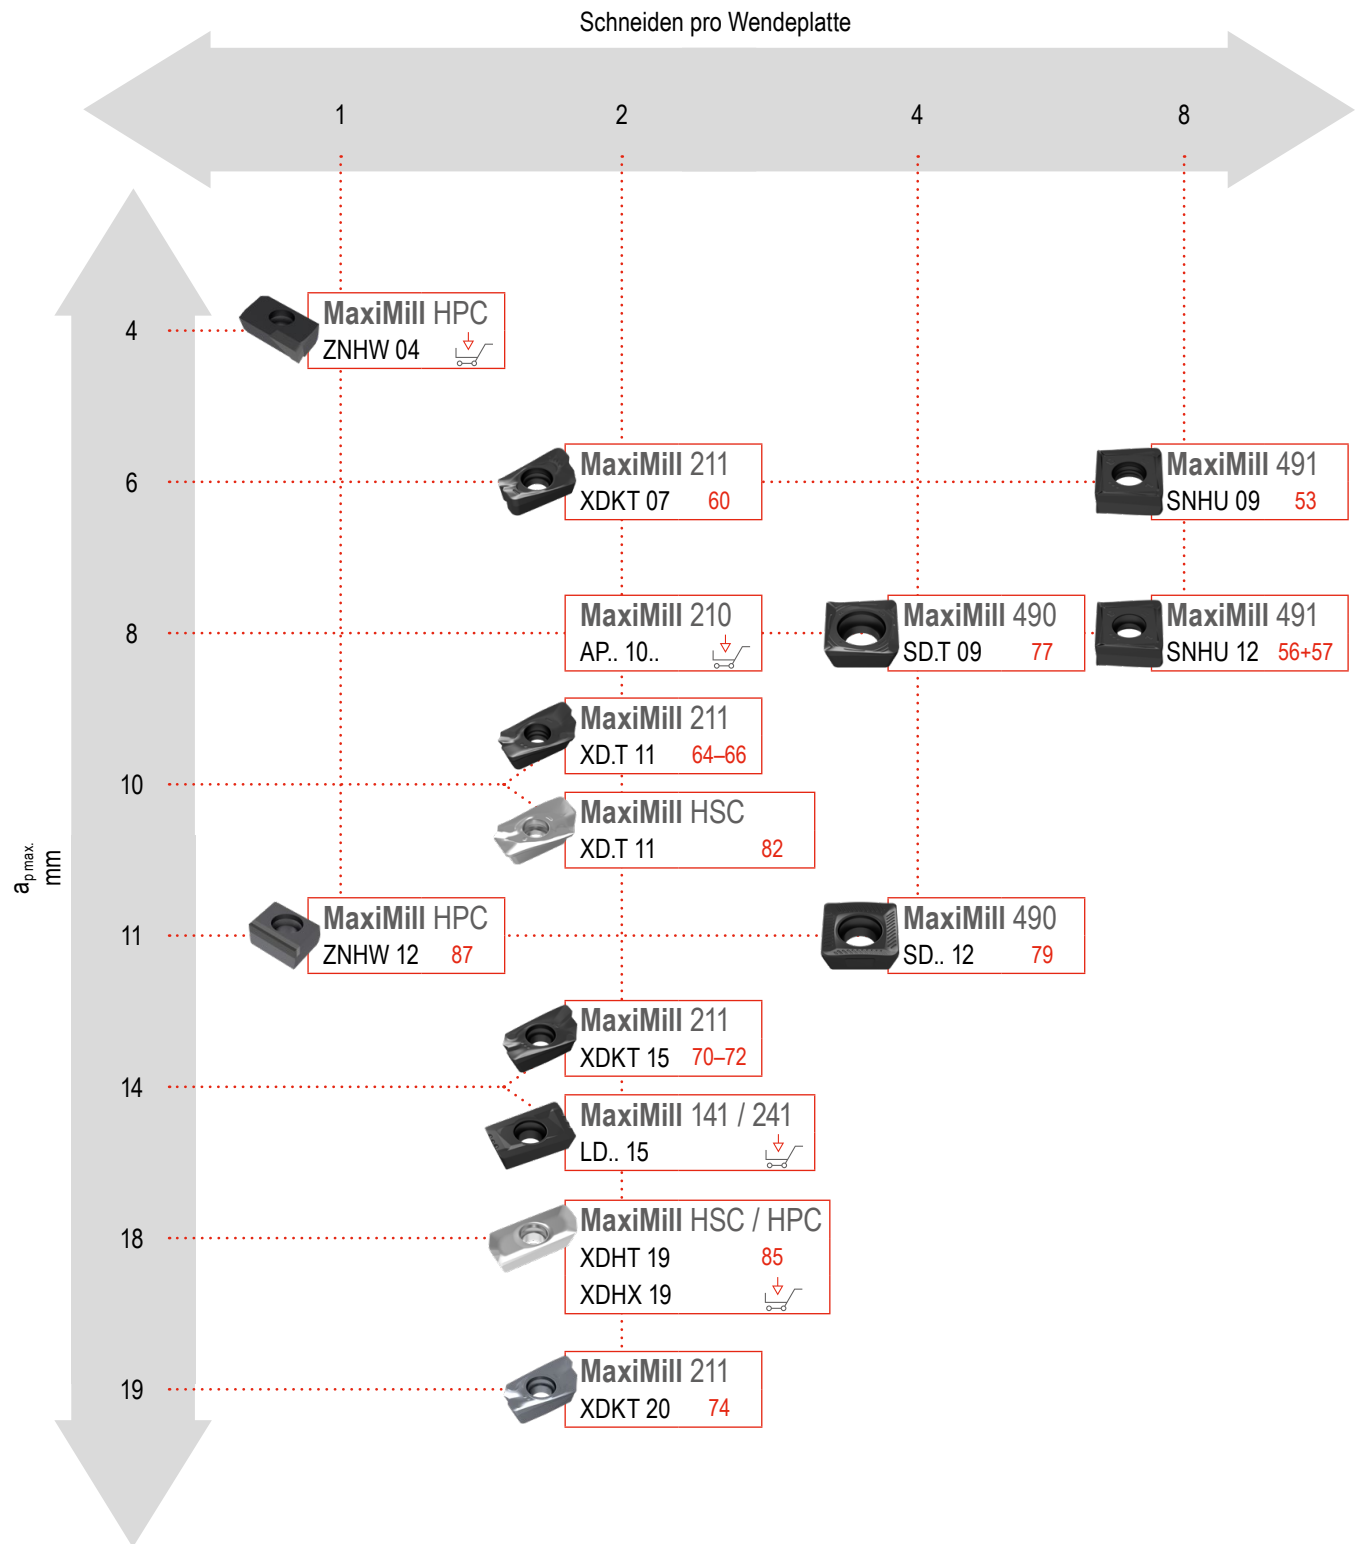 Schneiden pro Wendeplatte
1 2 4 8
4
MaxiMill HPC
ZNHW 04
6
MaxiMill 211
XDKT 07 60
MaxiMill 491
SNHU 09 53
8
MaxiMill 210
AP.. 10..
MaxiMill 490
SD.T 09 77
MaxiMill 491
SNHU 12 56+57
10
MaxiMill 211
XD.T 11 64–66
MaxiMill HSC
XD.T 11 82
ap max.
mm
11
MaxiMill HPC
ZNHW 12 87
MaxiMill 490
SD.. 12 79
14
MaxiMill 211
XDKT 15 70–72
MaxiMill 141 / 241
LD.. 15
18
MaxiMill HSC / HPC
XDHT 19 85
XDHX 19
19
MaxiMill 211
XDKT 20 74